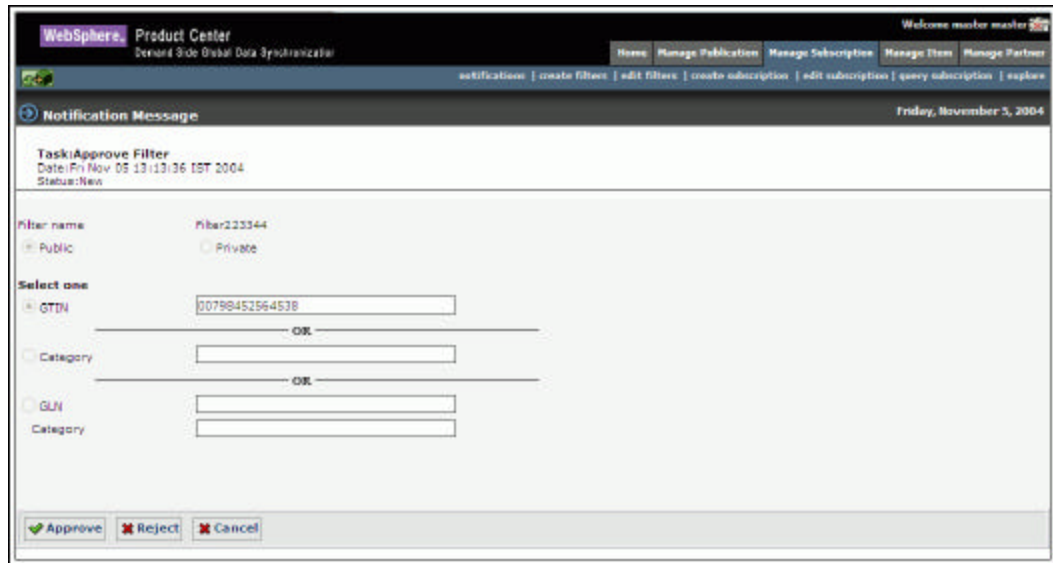 Welcome master master
WebSphere. Product Center
Demand Side Global Data Synchronization
Home Manage Publication Manage Subscription Manage Item Manage Partner
notifications | create filters | edit filters | create subscription | edit subscription | query subscription | explore
Notification Message Friday, November 5, 2004
Task:Approve Filter
Date:Fri Nov 05 13:13:36 IST 2004
Status:New
Filter name Filter223344
Public Private
Select one
GTIN 00798452564538
OR
Category
OR
GLN
Category
Approve Reject Cancel